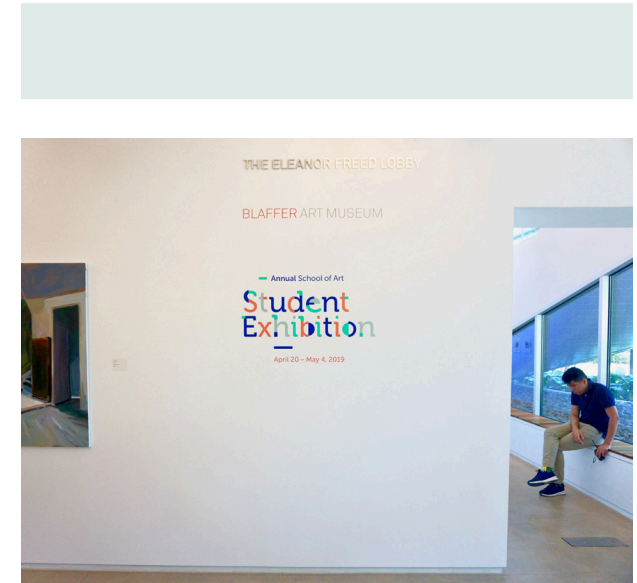 THE ELEANOR FREED LOBBY
BLAFFER ART MUSEUM
Annual School of Art
Student
Exhibition
April 20 – May 4, 2019